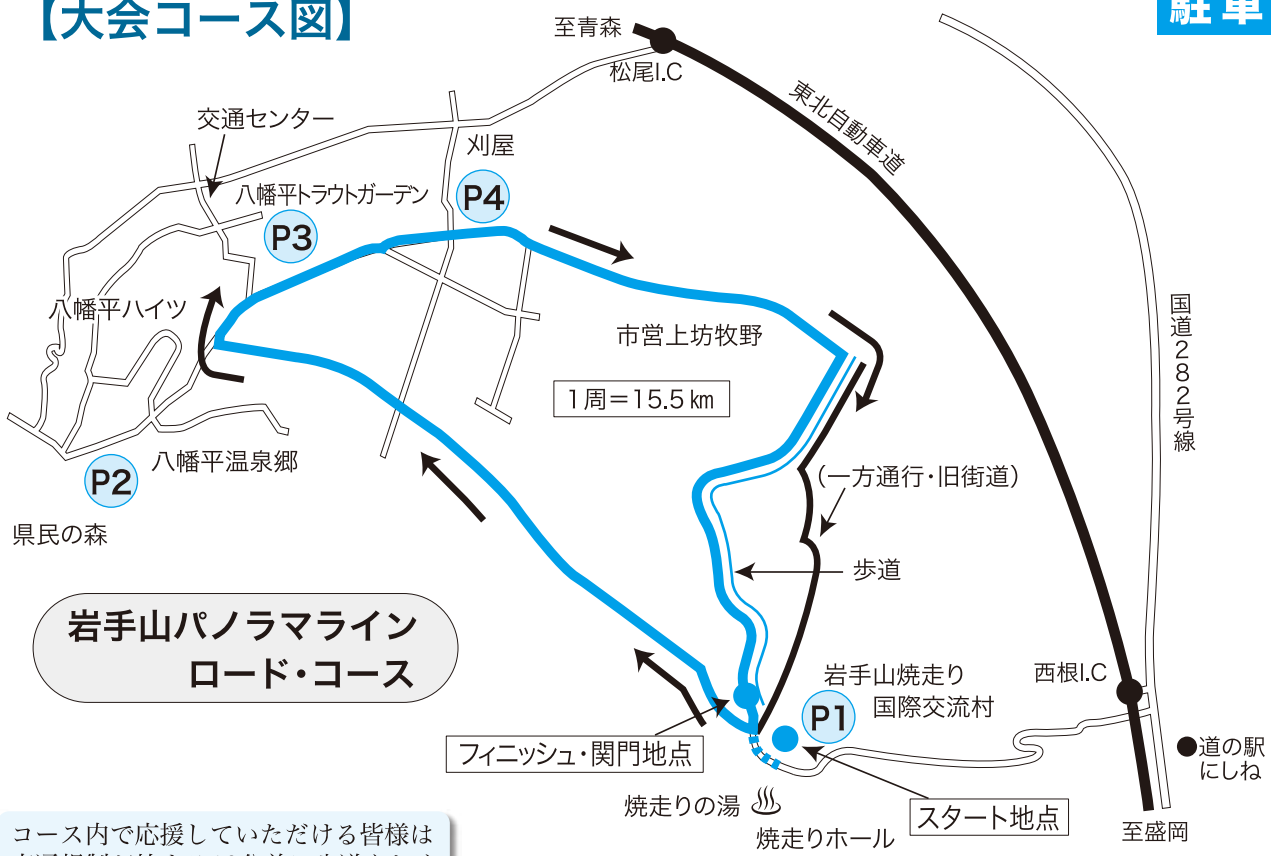 【大会コース図】
駐車
至青森
松尾I.C
東北自動車道
交通センター
刈屋
八幡平トラウトガーデン
P4
P3
国道282号線
八幡平ハイツ
市営上坊牧野
1周＝15.5km
八幡平温泉郷
P2
（一方通行・旧街道）
県民の森
歩道
岩手山パノラマライン
ロード・コース
岩手山焼走り
国際交流村
P1
西根I.C
フィニッシュ・関門地点
●道の駅
にしね
焼走りの湯
スタート地点
焼走りホール
至盛岡
コース内で応援していただける皆様は